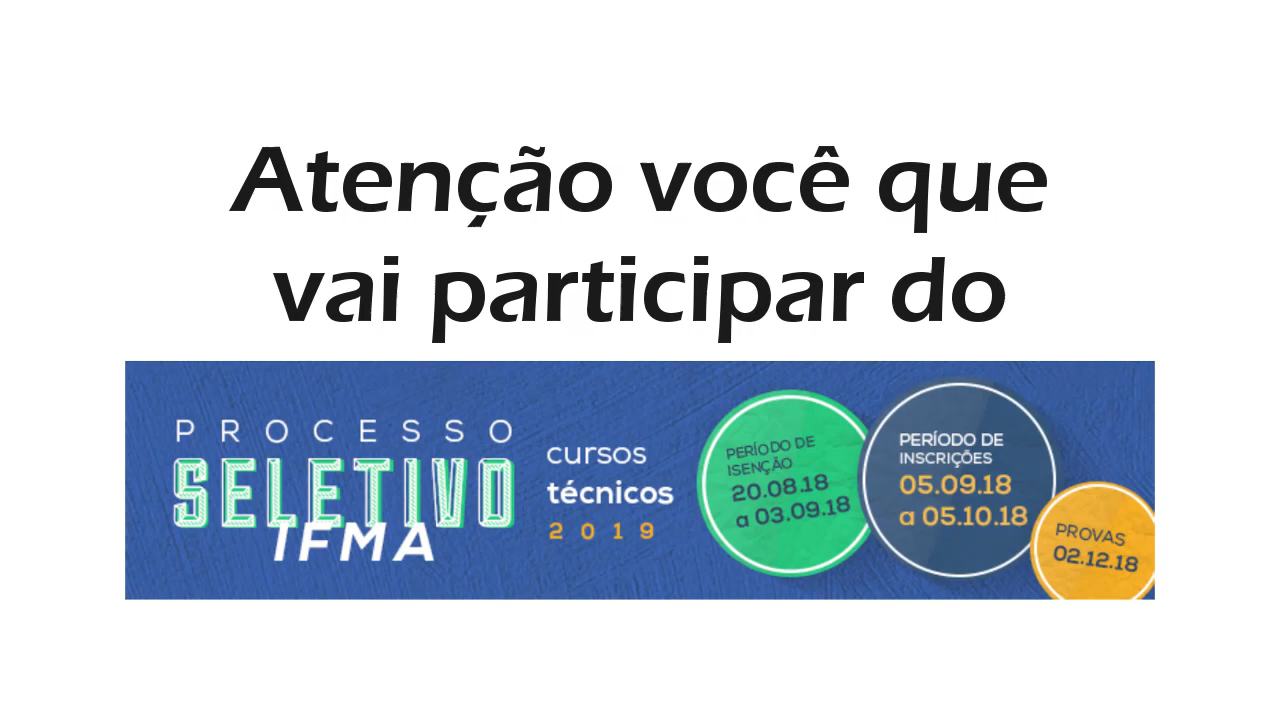 Atenção você que
vai participar do
PROCESSO
SELETIVO
IFMA
cursos
técnicos
2019
PERÍODO DE
ISENÇÃO
20.08.18
a 03.09.18
PERÍODO DE
INSCRIÇÕES
05.09.18
a 05.10.18
PROVAS
02.12.18